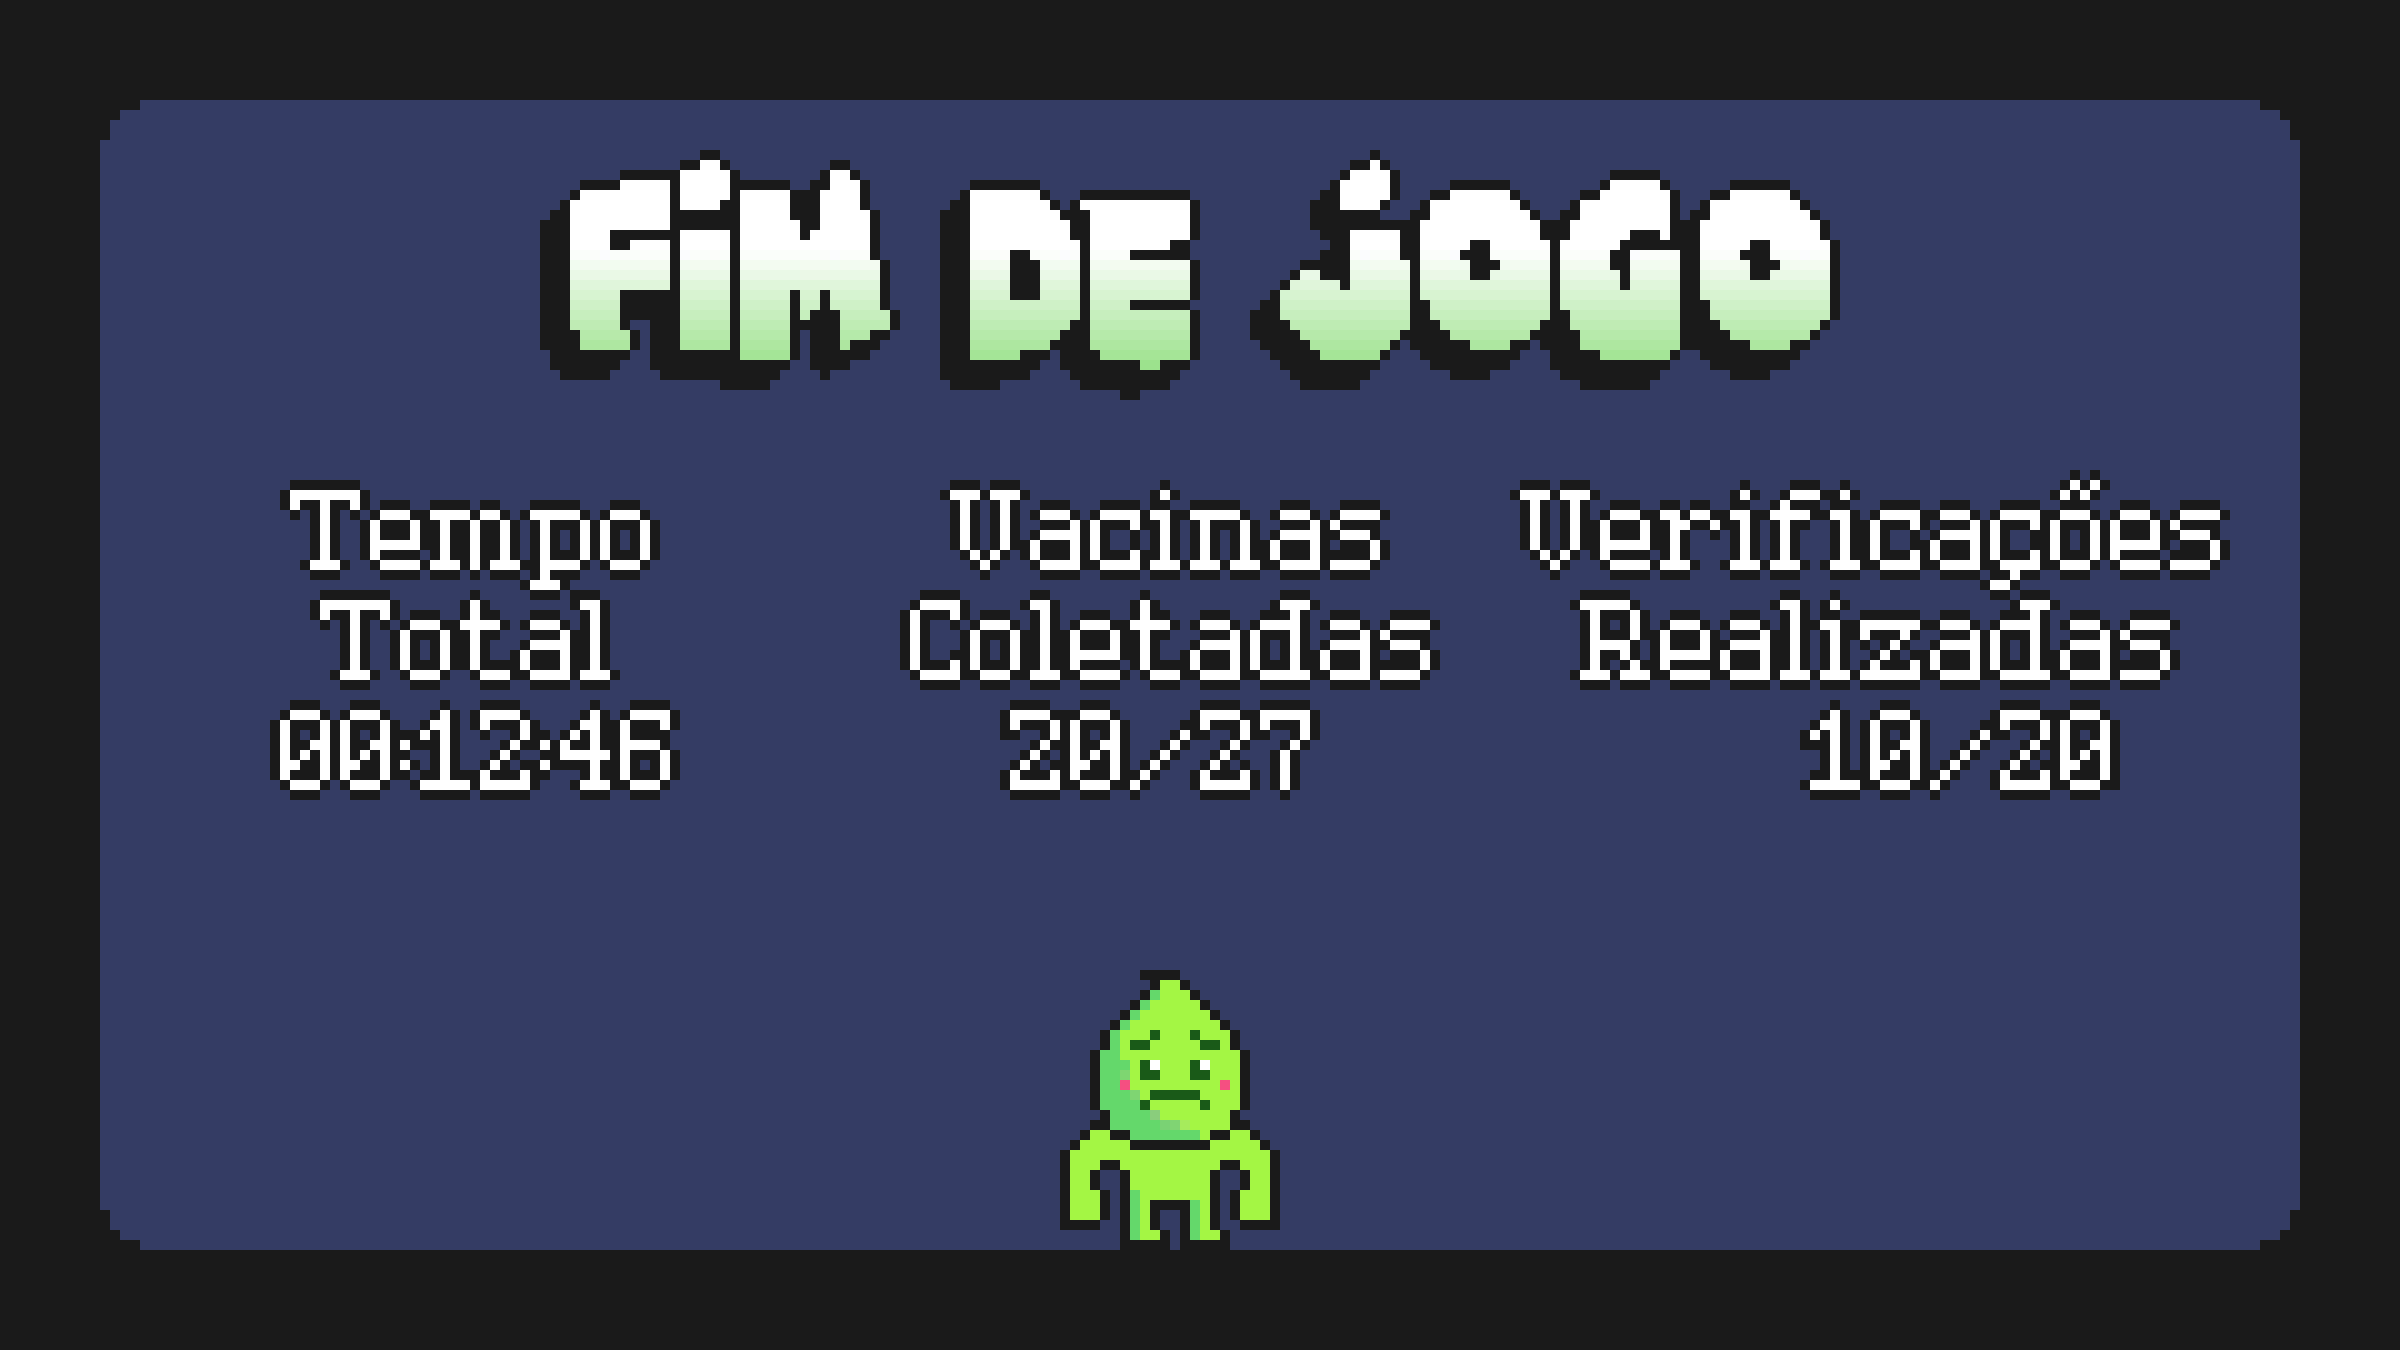 FiM DE jOGO
Tempo
Total
00:12:46
Vacinas
Coletadas
20/27
Verificações
Realizadas
10/20